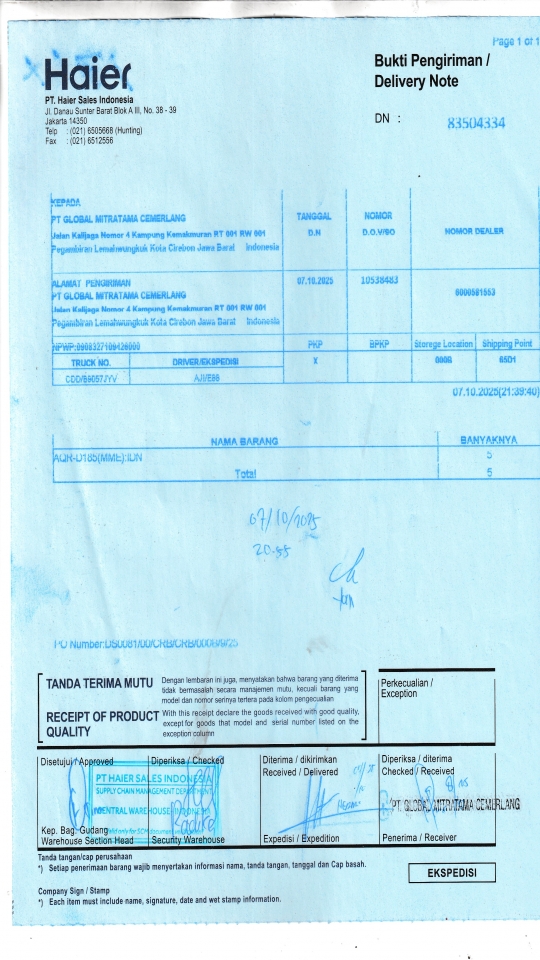 Page 1 of 1
Haier
Bukti Pengiriman /
Delivery Note
PT. Haier Sales Indonesia
Jl. Danau Sunter Barat Blok A III, No. 38 - 39
Jakarta 14350
Telp : (021) 6505668 (Hunting)
Fax : (021) 6512556
DN : 83504334
KEPADA
PT GLOBAL MITRATAMA CEMERLANG
Jalan Kalijaga Nomor 4 Kampung Kemakmuran RT 001 RW 001
Pegambiran Lemahwungkuk Kota Cirebon Jawa Barat Indonesia
TANGGAL
D.N
NOMOR
D.O./SO
NOMOR DEALER
ALAMAT PENGIRIMAN
PT GLOBAL MITRATAMA CEMERLANG
Jalan Kalijaga Nomor 4 Kampung Kemakmuran RT 001 RW 001
Pegambiran Lemahwungkuk Kota Cirebon Jawa Barat Indonesia
07.10.2025
10538483
NPWP:
PKP
BPKP
Storege Location
Shipping Point
TRUCK NO.
DRIVER/EKSPEDISI
X
65D1
07.10.2025(21:39:40)
NAMA BARANG
BANYAKNYA
AQR-D185(MME):IDN
5
Total
5
07/10/2025
20.55
PO Number:
TANDA TERIMA MUTU
Dengan lembaran ini juga, menyatakan bahwa barang yang diterima
tidak bermasalah secara manajemen mutu, kecuali barang yang
model dan nomor serinya tertera pada kolom pengecualian
RECEIPT OF PRODUCT
QUALITY
With this receipt declare the goods received with good quality,
except for goods that model and serial number listed on the
exception column
Perkecualian /
Exception
Disetujui / Approved
Diperiksa / Checked
Diterima / dikirimkan
Received / Delivered
Diperiksa / diterima
Checked / Received
PT HAIER SALES INDONESIA
SUPPLY CHAIN MANAGEMENT DEPARTMENT
CENTRAL WAREHOUSE INDONESIA
PT. GLOBAL MITRATAMA CEMERLANG
Kep. Bag. Gudang
Warehouse Section Head
Security Warehouse
Expedisi / Expedition
Penerima / Receiver
Tanda tangan/cap perusahaan
*) Setiap penerimaan barang wajib menyertakan informasi nama, tanda tangan, tanggal dan Cap basah.
EKSPEDISI
Company Sign / Stamp
*) Each item must include name, signature, date and wet stamp information.